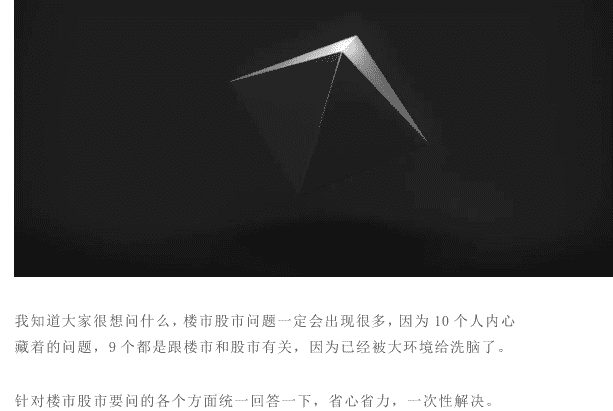 我知道大家很想问什么，楼市股市问题一定会出现很多，因为 10 个人内心
藏着的问题，9 个都是跟楼市和股市有关，因为已经被大环境给洗脑了。
针对楼市股市要问的各个方面统一回答一下，省心省力，一次性解决。